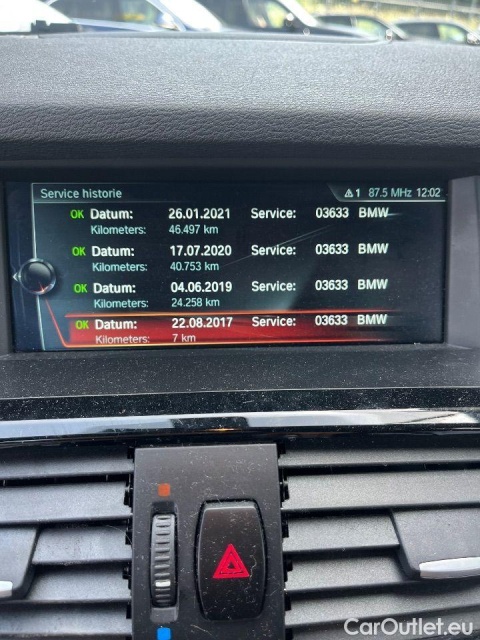 Service historie ⚠ 1 87.5 MHz 12:02
OK Datum: 26.01.2021 Service: 03633 BMW
Kilometers: 46.497 km
OK Datum: 17.07.2020 Service: 03633 BMW
Kilometers: 40.753 km
OK Datum: 04.06.2019 Service: 03633 BMW
Kilometers: 24.258 km
OK Datum: 22.08.2017 Service: 03633 BMW
Kilometers: 7 km
CarOutlet.eu